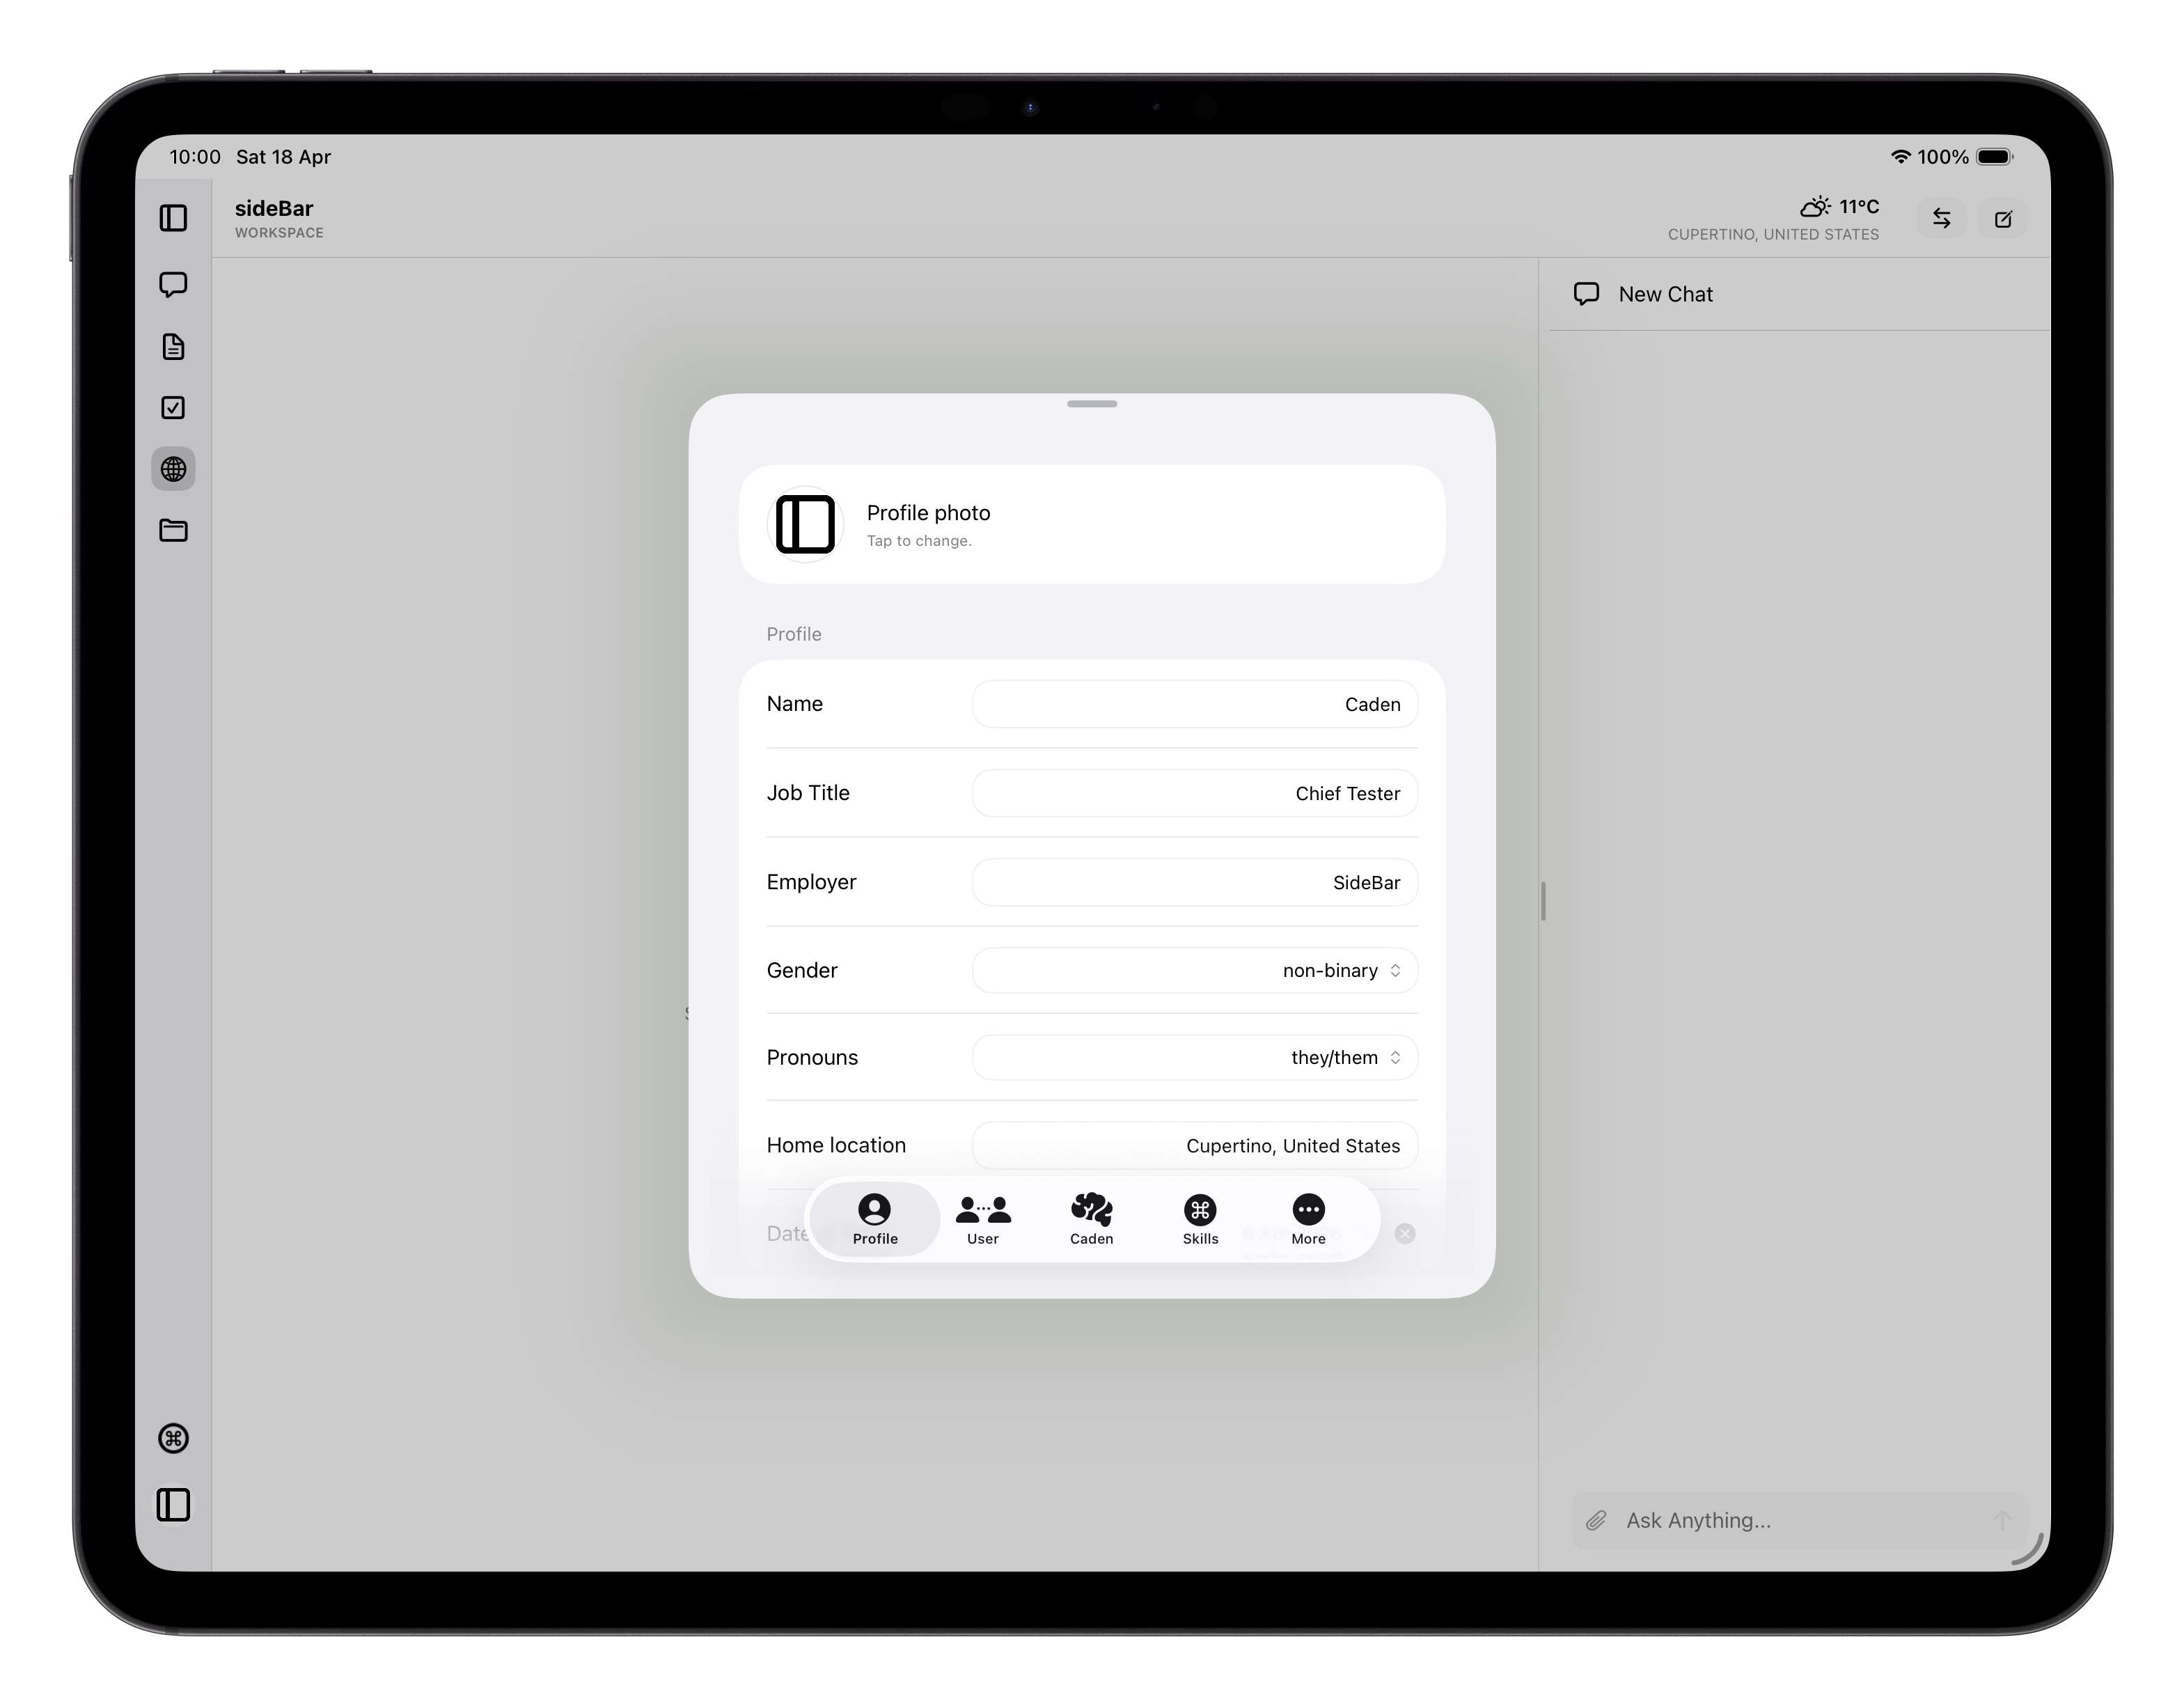 10:00 Sat 18 Apr
100%
sideBar
WORKSPACE
11°C
CUPERTINO, UNITED STATES
New Chat
Profile photo
Tap to change.
Profile
Name Caden
Job Title Chief Tester
Employer SideBar
Gender non-binary
Pronouns they/them
Home location Cupertino, United States
Date
Profile User Caden Skills More
Ask Anything...